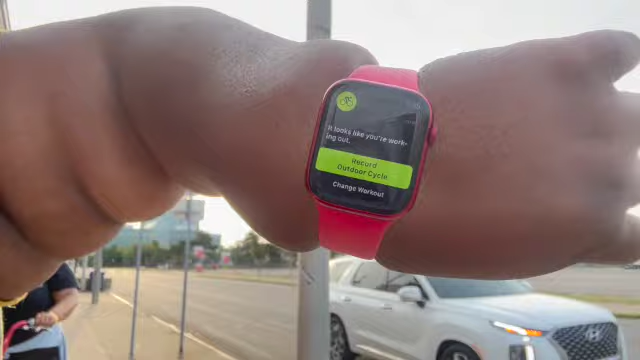 It looks like you're work-
ing out.
Record
Outdoor Cycle
Change Workout